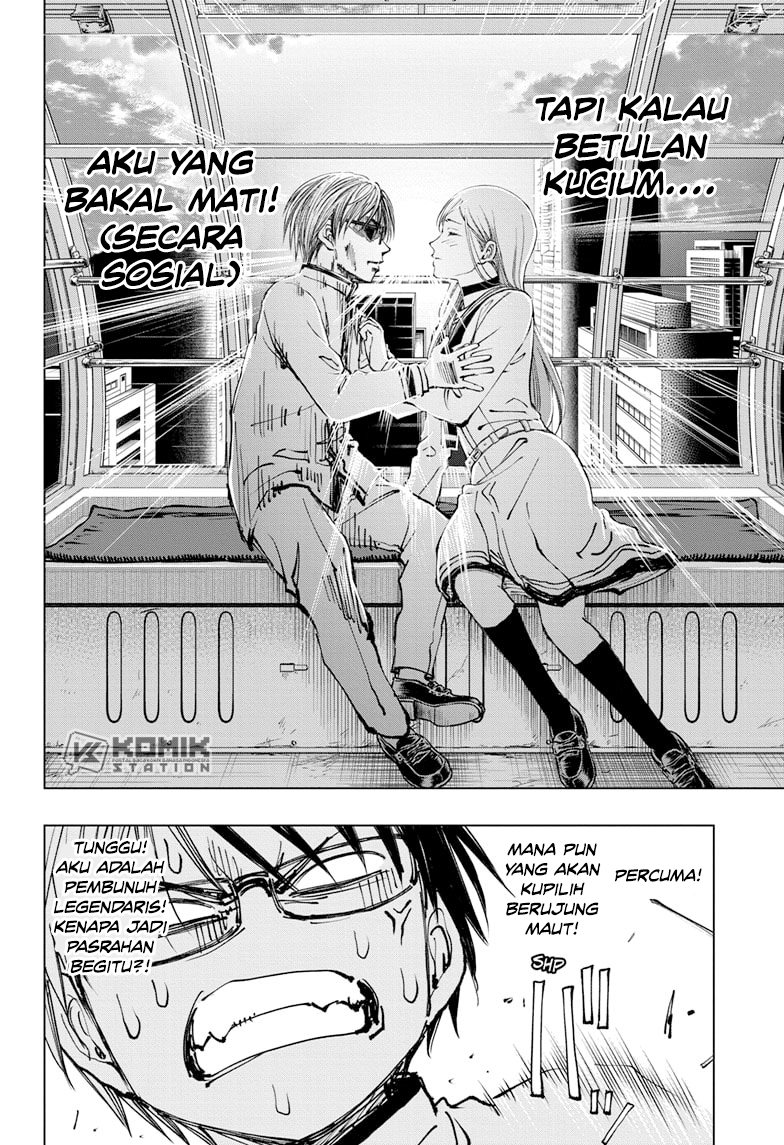 TAPI KALAU
BETULAN
KUCIUM....
AKU YANG
BAKAL MATI!
(SECARA
SOSIAL)
KOMIK
STATION
PERCUMA!
MANA PUN
YANG AKAN
KUPILIH
BERUJUNG
MAUT!
SHP
TUNGGU!
AKU ADALAH
PEMBUNUH
LEGENDARIS!
KENAPA JADI
PASRAHAN
BEGITU?!